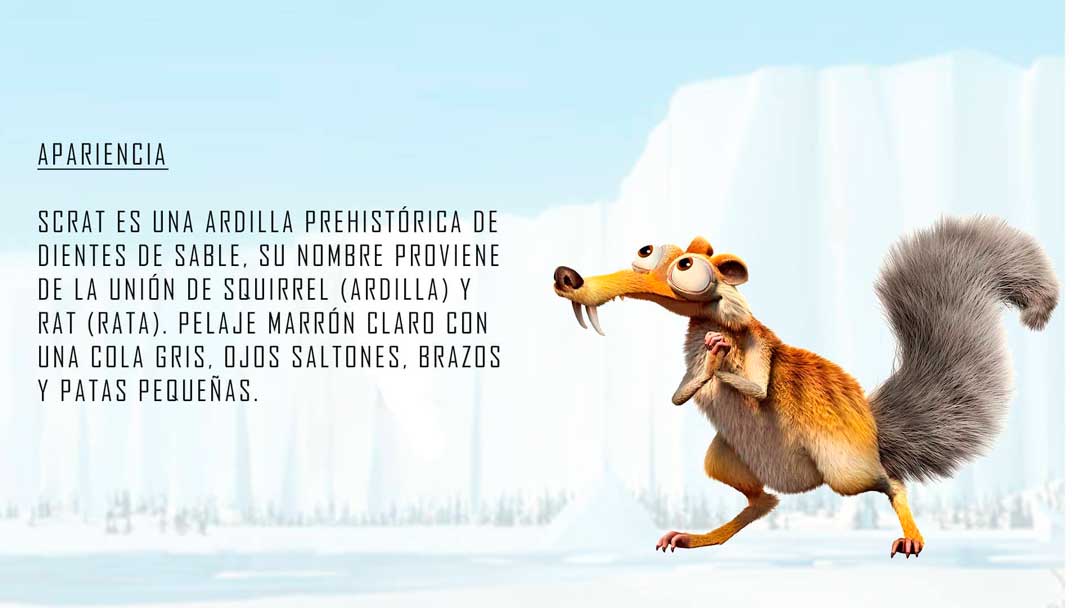 APARIENCIA
SCRAT ES UNA ARDILLA PREHISTÓRICA DE
DIENTES DE SABLE, SU NOMBRE PROVIENE
DE LA UNIÓN DE SQUIRREL (ARDILLA) Y
RAT (RATA). PELAJE MARRÓN CLARO CON
UNA COLA GRIS, OJOS SALTONES, BRAZOS
Y PATAS PEQUEÑAS.